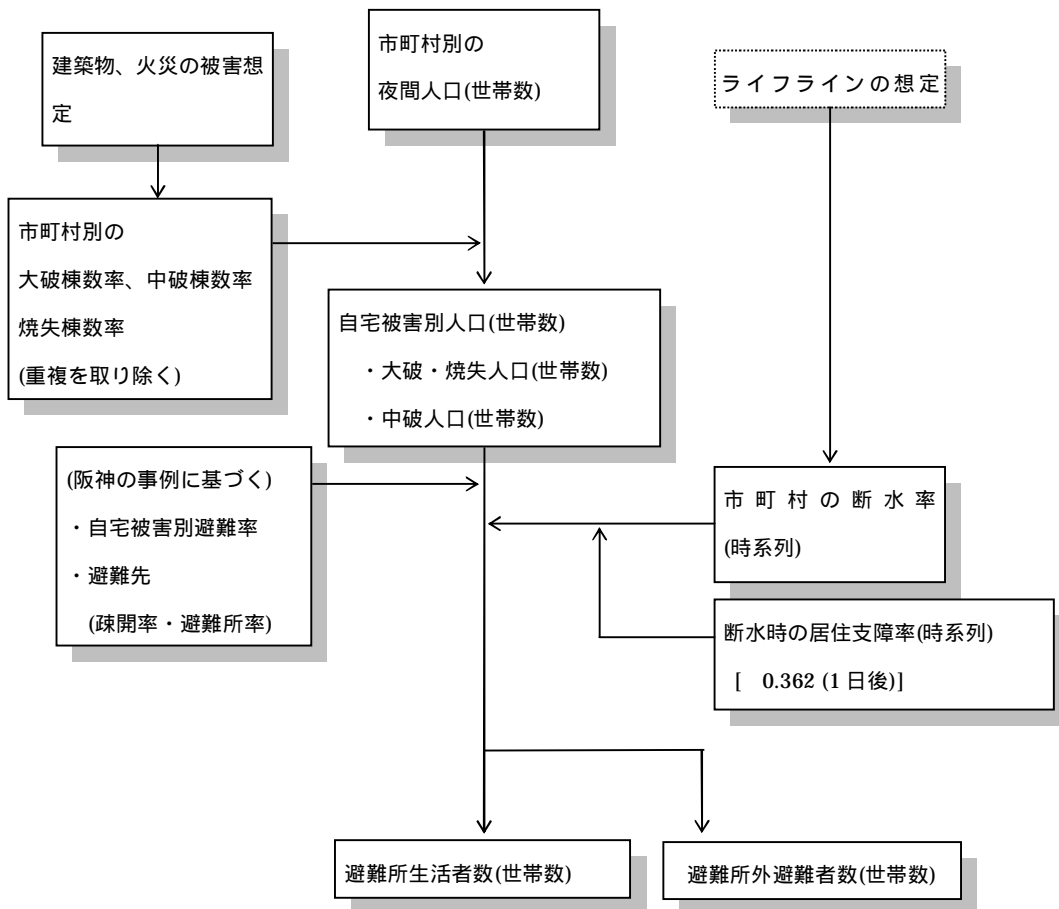 建築物、火災の被害想
定
市町村別の
夜間人口(世帯数)
ライフラインの想定
市町村別の
大破棟数率、中破棟数率
焼失棟数率
(重複を取り除く)
自宅被害別人口(世帯数)
・大破・焼失人口(世帯数)
・中破人口(世帯数)
(阪神の事例に基づく)
・自宅被害別避難率
・避難先
(疎開率・避難所率)
市町村の断水率
(時系列)
断水時の居住支障率(時系列)
[ 0.362 (1 日後)]
避難所生活者数(世帯数)
避難所外避難者数(世帯数)